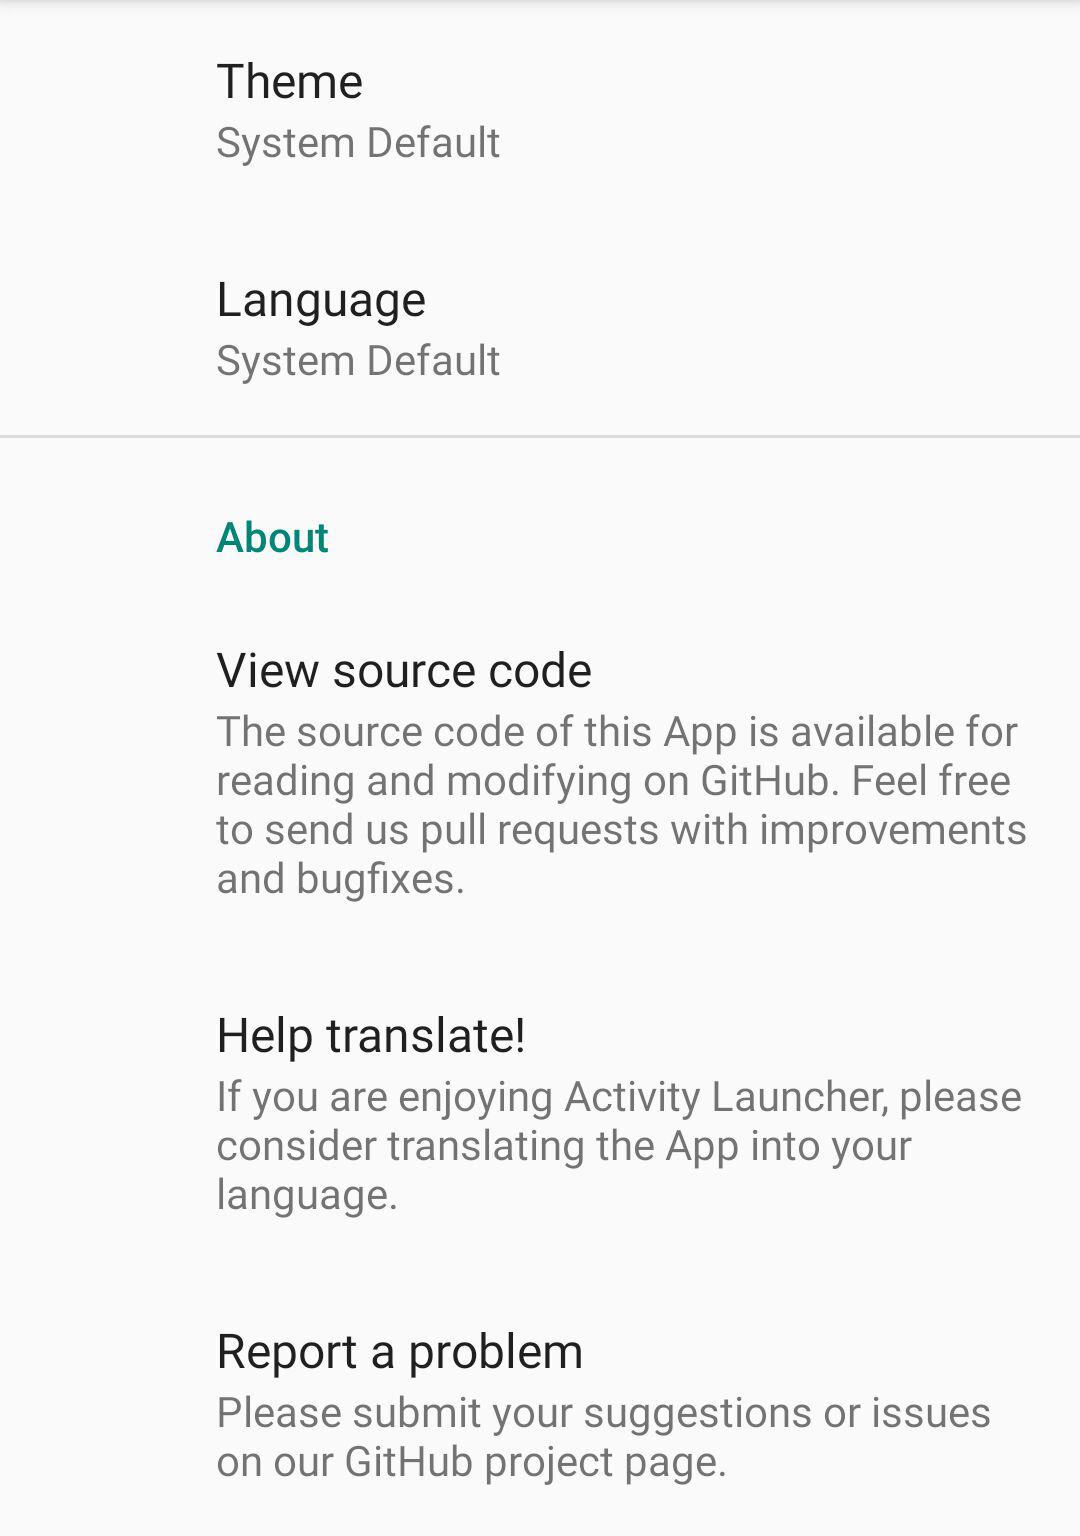 Theme
System Default
Language
System Default
About
View source code
The source code of this App is available for
reading and modifying on GitHub. Feel free
to send us pull requests with improvements
and bugfixes.
Help translate!
If you are enjoying Activity Launcher, please
consider translating the App into your
language.
Report a problem
Please submit your suggestions or issues
on our GitHub project page.